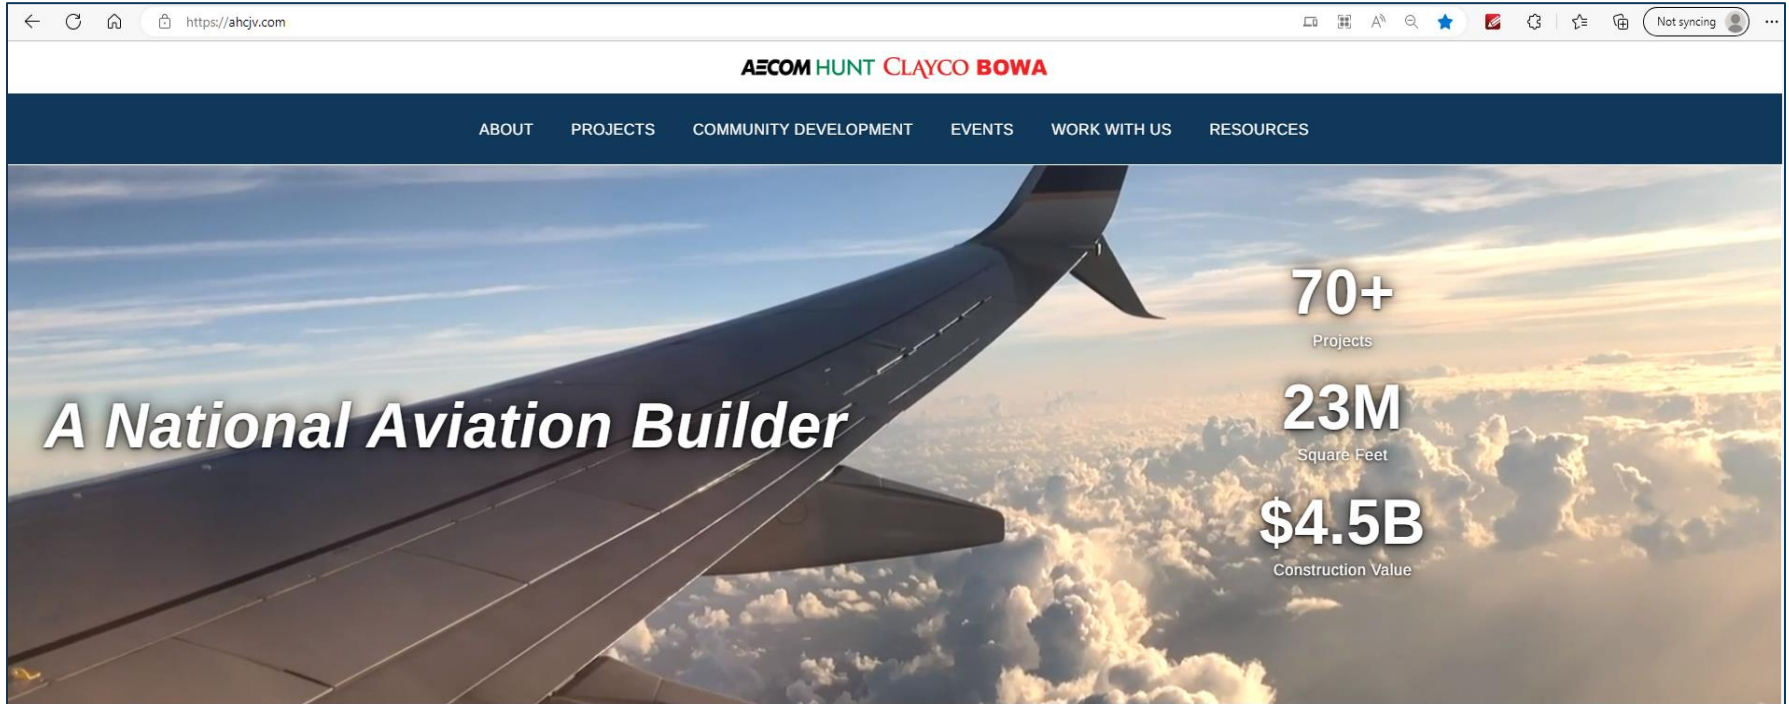 https://ahcjv.com
Not syncing
AECOM HUNT CLAYCO BOWA
ABOUT PROJECTS COMMUNITY DEVELOPMENT EVENTS WORK WITH US RESOURCES
70+
Projects
23M
Square Feet
A National Aviation Builder
$4.5B
Construction Value